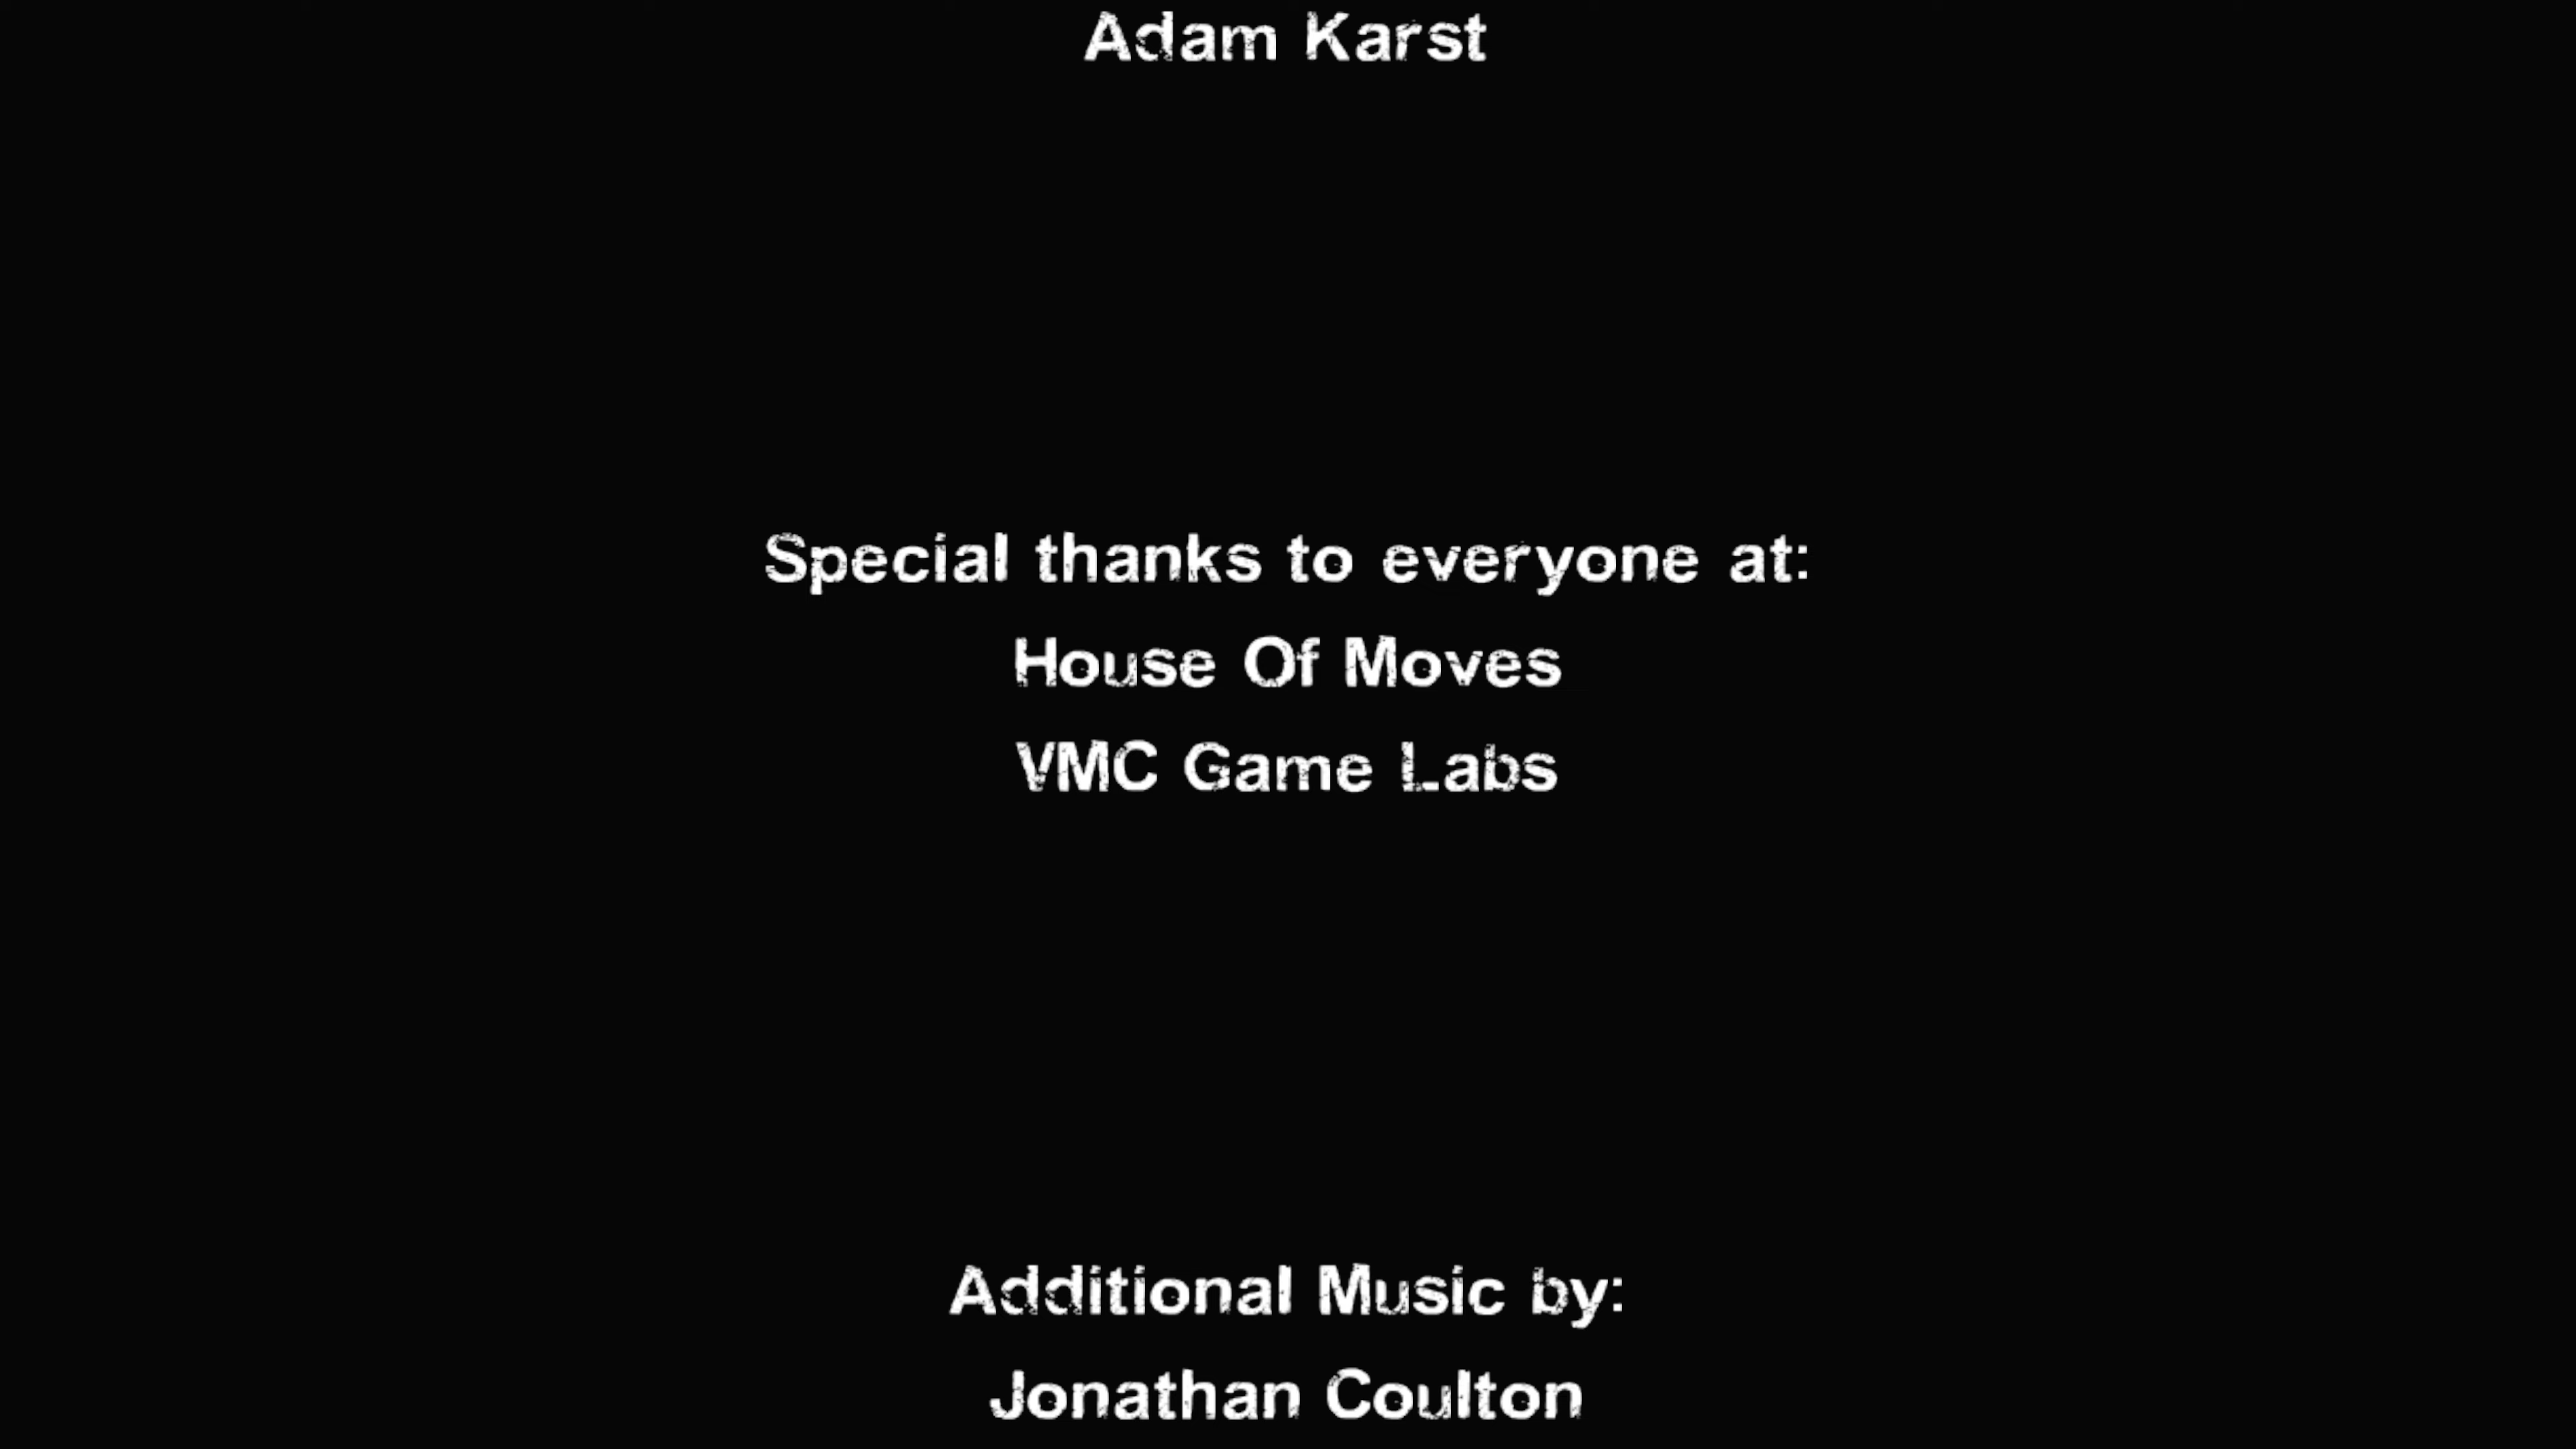 Adam Karst
Special thanks to everyone at:
House Of Moves
VMC Game Labs
Additional Music by:
Jonathan Coulton